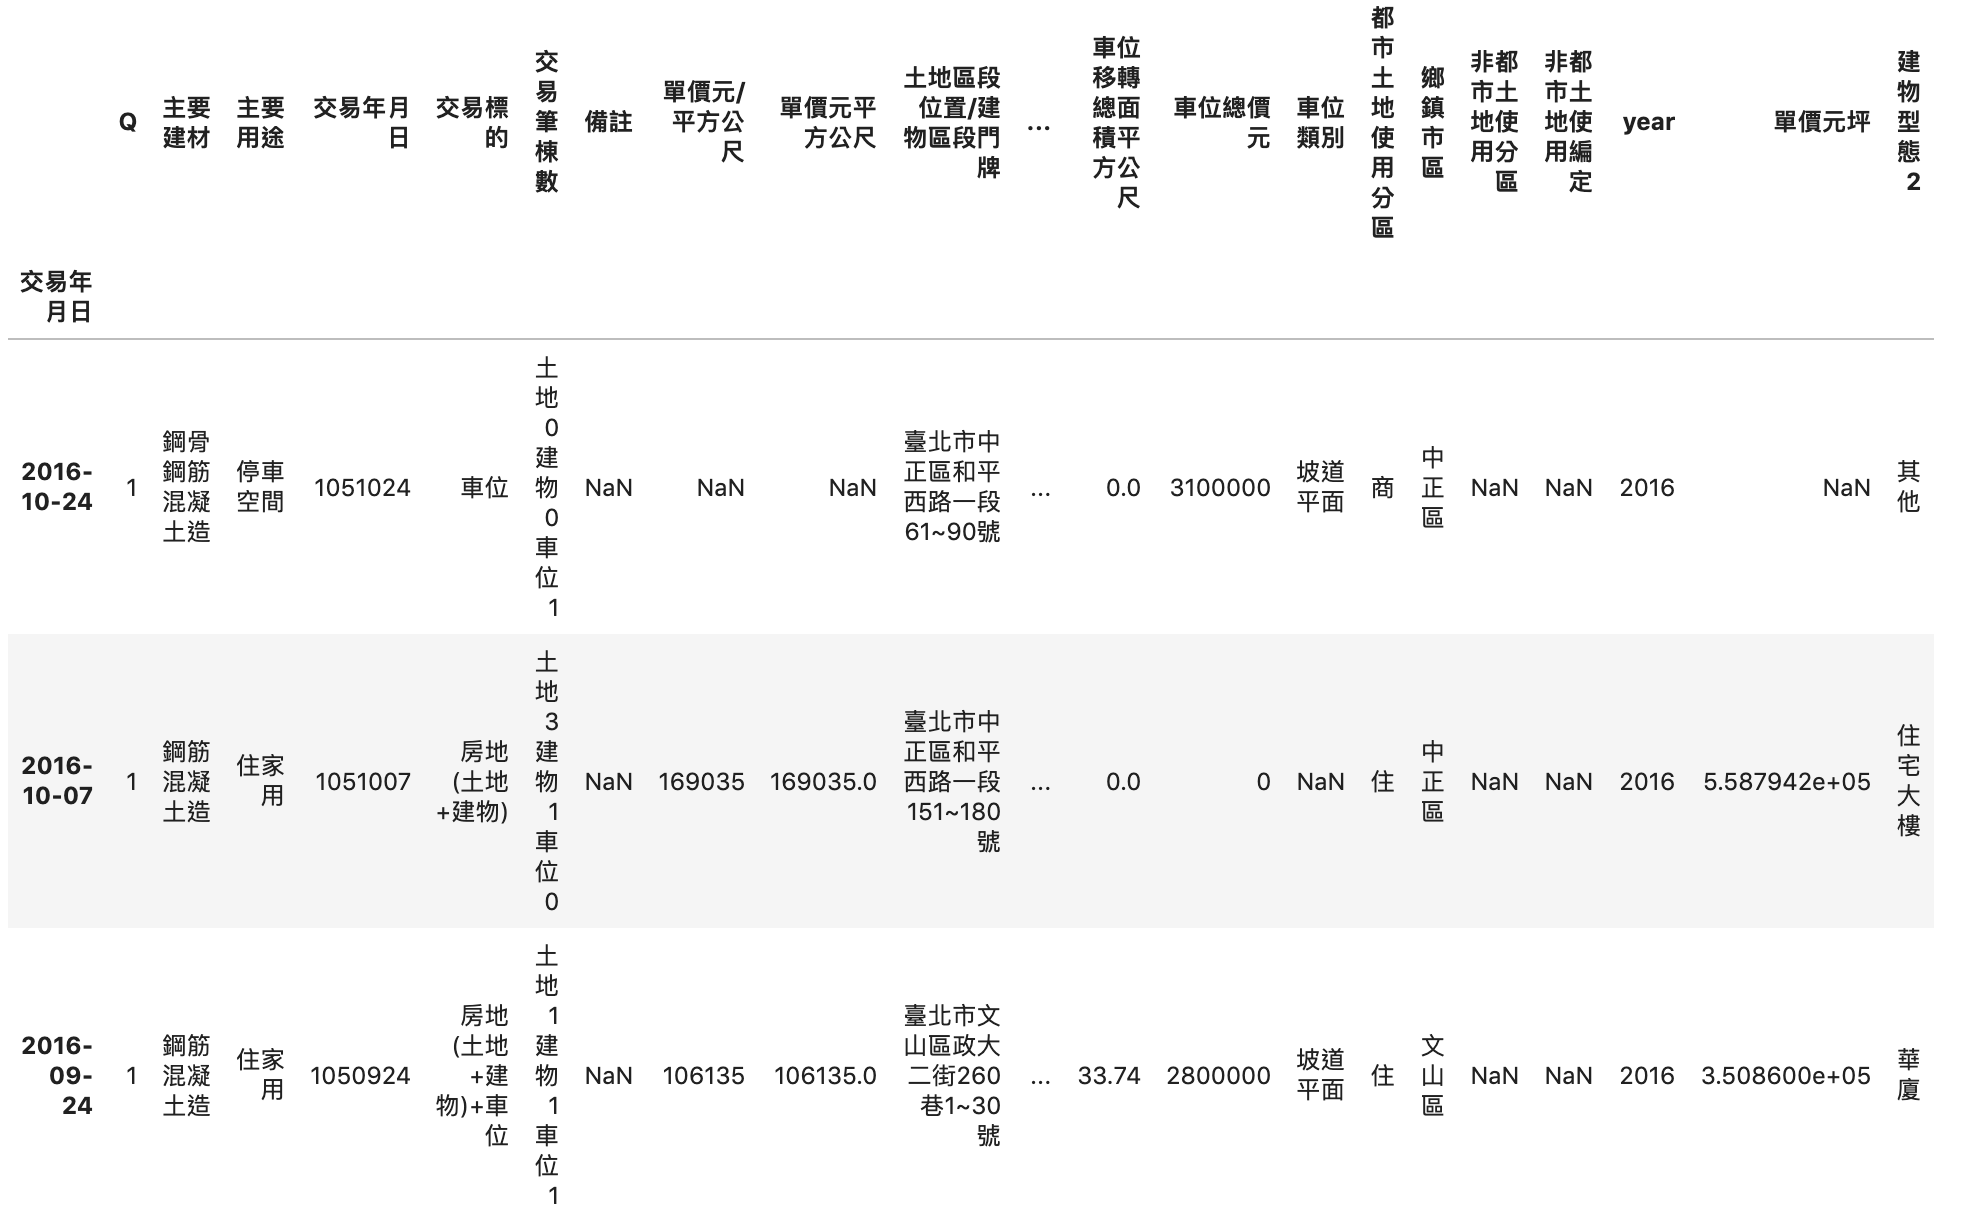 Q
主要
建材
主要
用途
交易年月
日
交易標
的
交
易
筆
棟
數
備註
單價元/
平方公
尺
單價元平
方公尺
土地區段
位置/建
物區段門
牌
...
車位
移轉
總面
積平
方公
尺
車位總價
元
車位
類別
都
市
土
地
使
用
分
區
鄉
鎮
市
區
非都
市土
地使
用分
區
非都
市土
地使
用編
定
year
單價元坪
建
物
型
態
2
交易年
月日
2016-
10-24
1
鋼骨
鋼筋
混凝
土造
停車
空間
1051024
車位
土
地
0
建
物
0
車
位
1
NaN
NaN
NaN
臺北市中
正區和平
西路一段
61~90號
...
0.0
3100000
坡道
平面
商
中
正
區
NaN
NaN
2016
NaN
其
他
2016-
10-07
1
鋼筋
混凝
土造
住家
用
1051007
房地
(土地
+建物)
土
地
3
建
物
1
車
位
0
NaN
169035
169035.0
臺北市中
正區和平
西路一段
151~180
號
...
0.0
0
NaN
住
中
正
區
NaN
NaN
2016
5.587942e+05
住
宅
大
樓
2016-
09-
24
1
鋼筋
混凝
土造
住家
用
1050924
房地
(土地
+建
物)+車
位
土
地
1
建
物
1
車
位
1
NaN
106135
106135.0
臺北市文
山區政大
二街260
巷1~30
號
...
33.74
2800000
坡道
平面
住
文
山
區
NaN
NaN
2016
3.508600e+05
華
廈